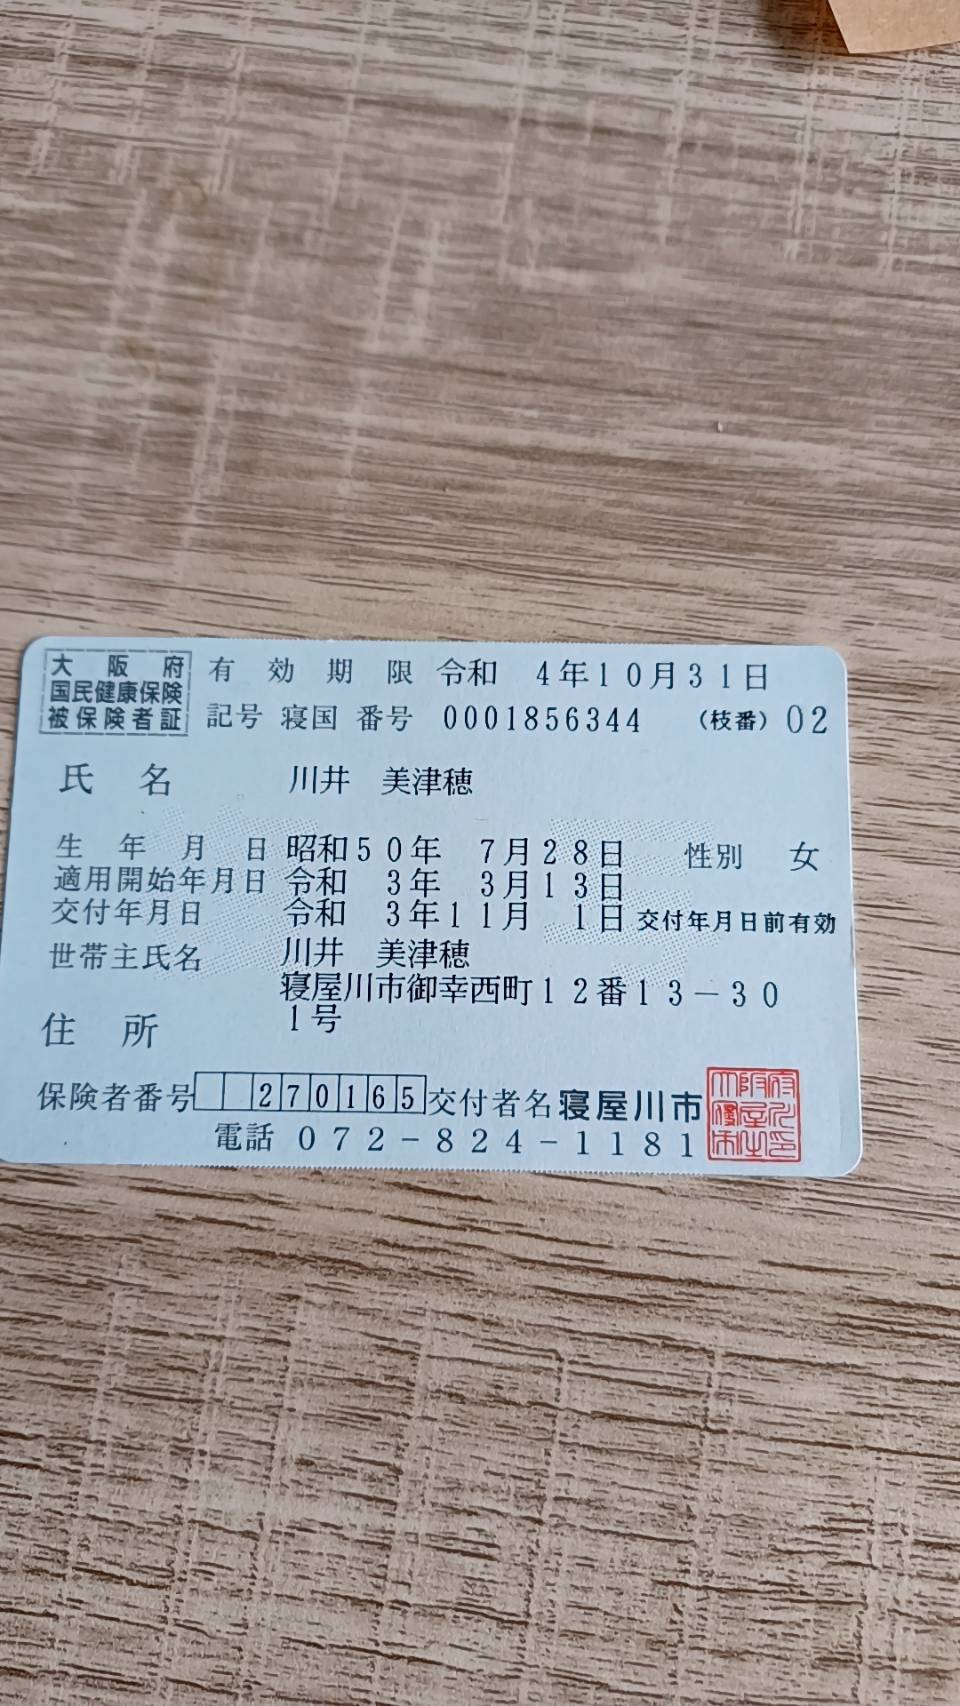 大阪府
国民健康保険
被保険者証
有効期限 令和 4年10月31日
記号 寝国 番号 0001856344 (枝番) 02
氏名 川井 美津穂
生年月日 昭和50年 7月28日 性別 女
適用開始年月日 令和 3年 3月13日
交付年月日 令和 3年11月 1日 交付年月日前有効
世帯主氏名 川井 美津穂
寝屋川市御幸西町12番13-30
住所 1号
保険者番号 270165 交付者名 寝屋川市
電話 072-824-1181